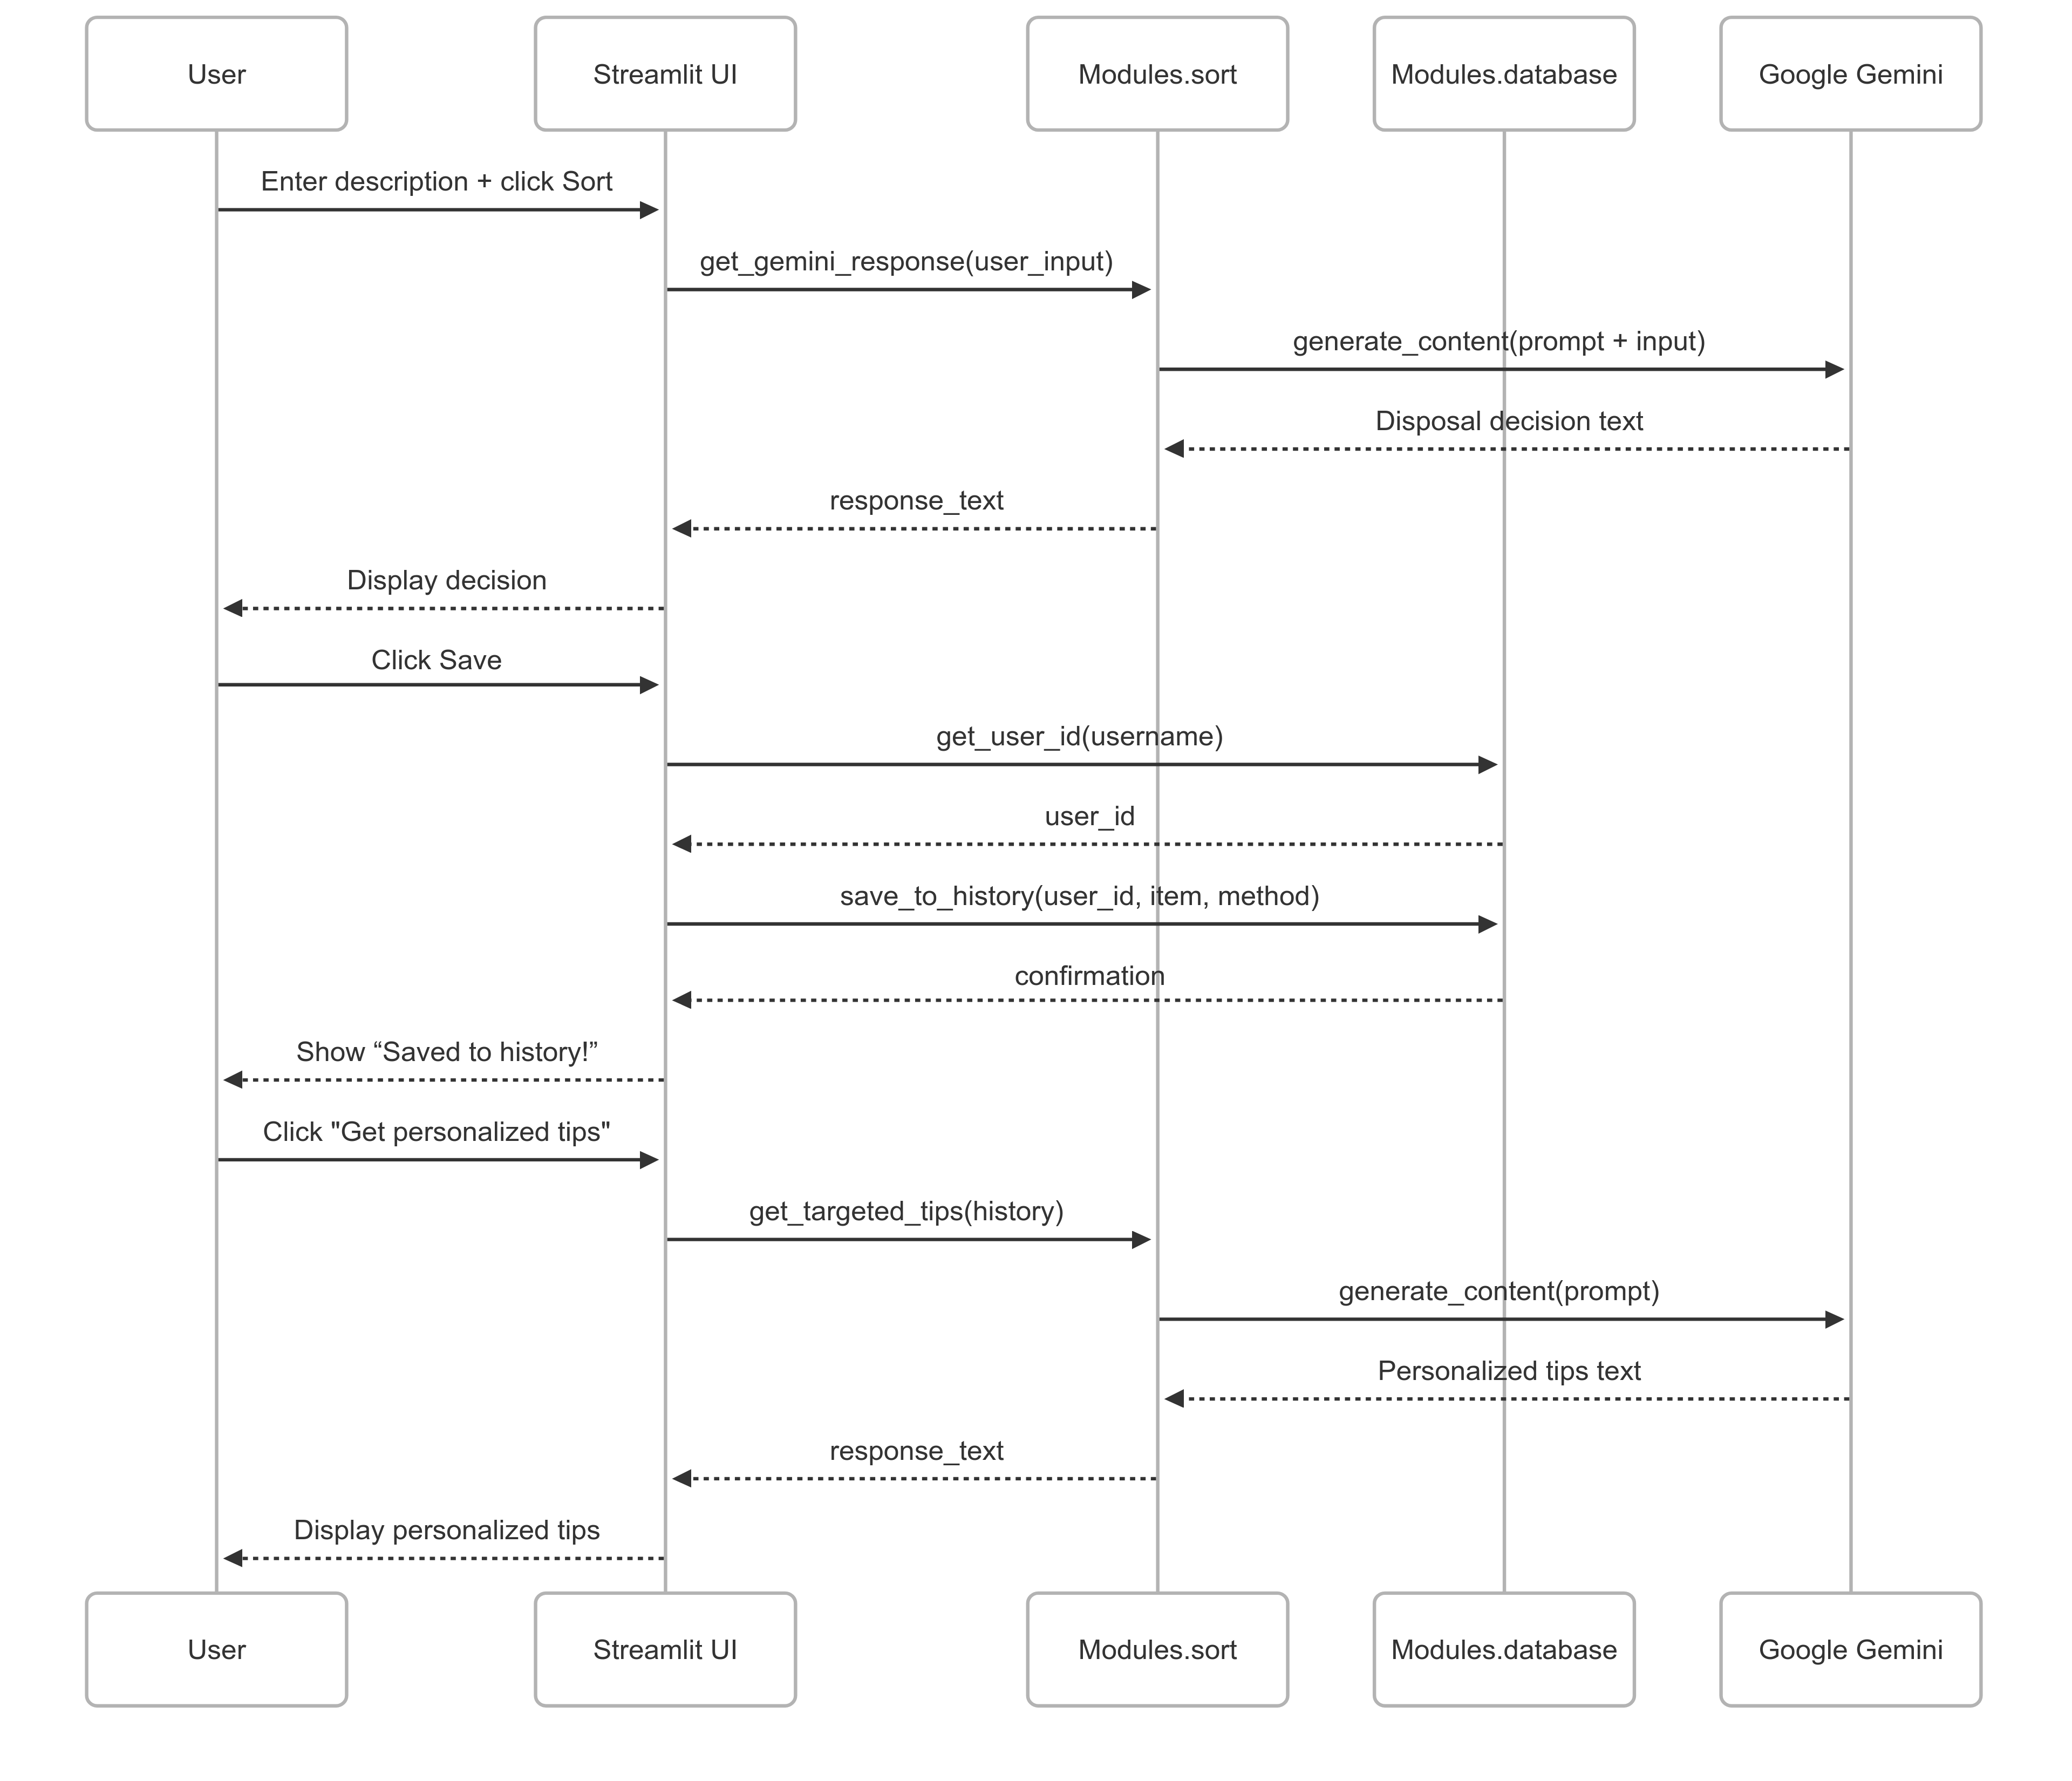 User
Streamlit UI
Modules.sort
Modules.database
Google Gemini
Enter description + click Sort
get_gemini_response(user_input)
generate_content(prompt + input)
Disposal decision text
response_text
Display decision
Click Save
get_user_id(username)
user_id
save_to_history(user_id, item, method)
confirmation
Show “Saved to history!”
Click "Get personalized tips"
get_targeted_tips(history)
generate_content(prompt)
Personalized tips text
response_text
Display personalized tips
User
Streamlit UI
Modules.sort
Modules.database
Google Gemini